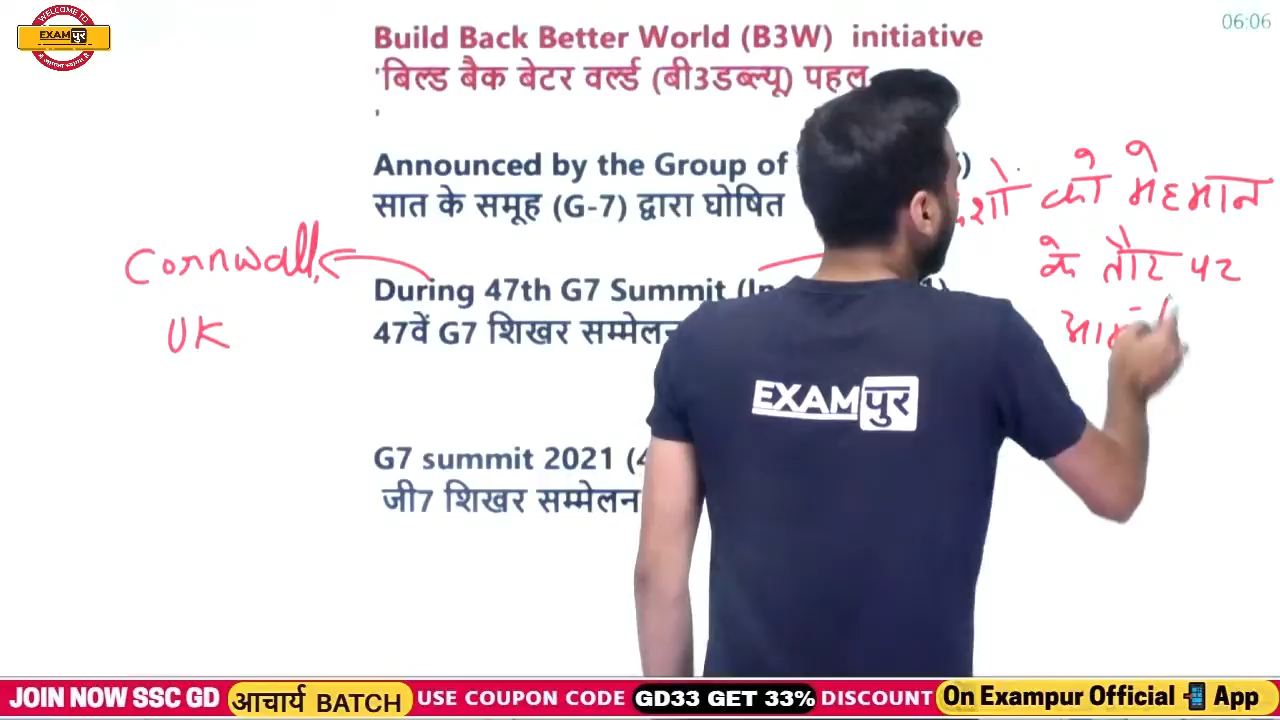 WELCOME TO
EXAMपुर
06:06
Build Back Better World (B3W) initiative
'बिल्ड बैक बेटर वर्ल्ड (बी3डब्ल्यू) पहल
'
Announced by the Group of
सात के समूह (G-7) द्वारा घोषित
को मेहमान
के तौर पर
Cornwall,
UK
During 47th G7 Summit
47वें G7 शिखर सम्मेलन
G7 summit 2021 (4
जी7 शिखर सम्मेलन
EXAMपुर
JOIN NOW SSC GD आचार्य BATCH USE COUPON CODE GD33 GET 33% DISCOUNT On Exampur Official App